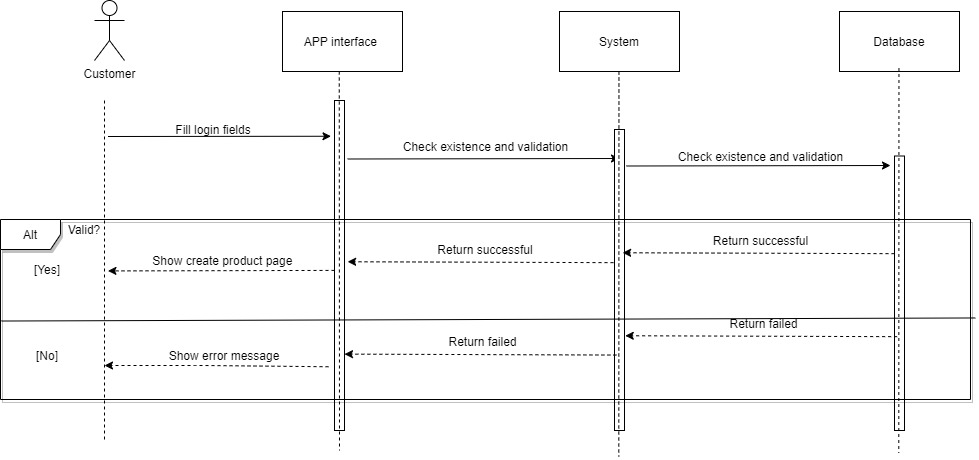 APP interface
System
Database
Customer
Fill login fields
Check existence and validation
Check existence and validation
Alt
Valid?
Return successful
Return successful
Show create product page
[Yes]
Return failed
Return failed
[No]
Show error message